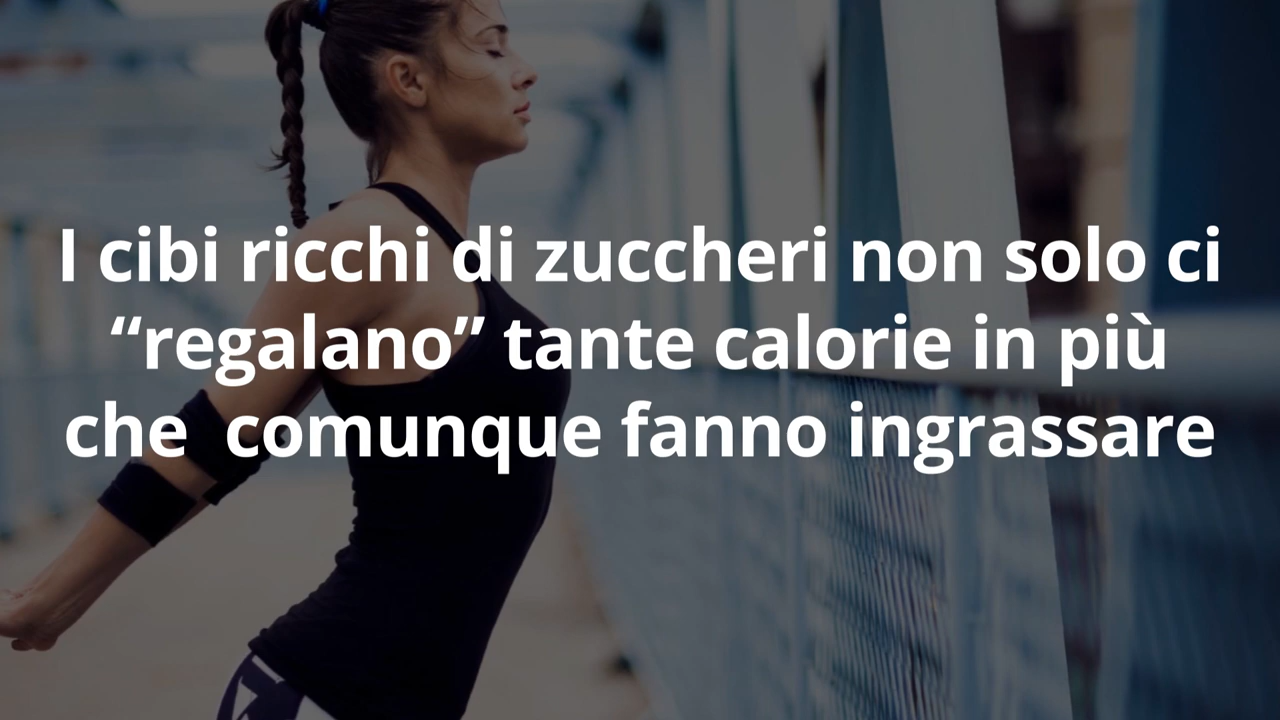 I cibi ricchi di zuccheri non solo ci
“regalano” tante calorie in più
che  comunque fanno ingrassare